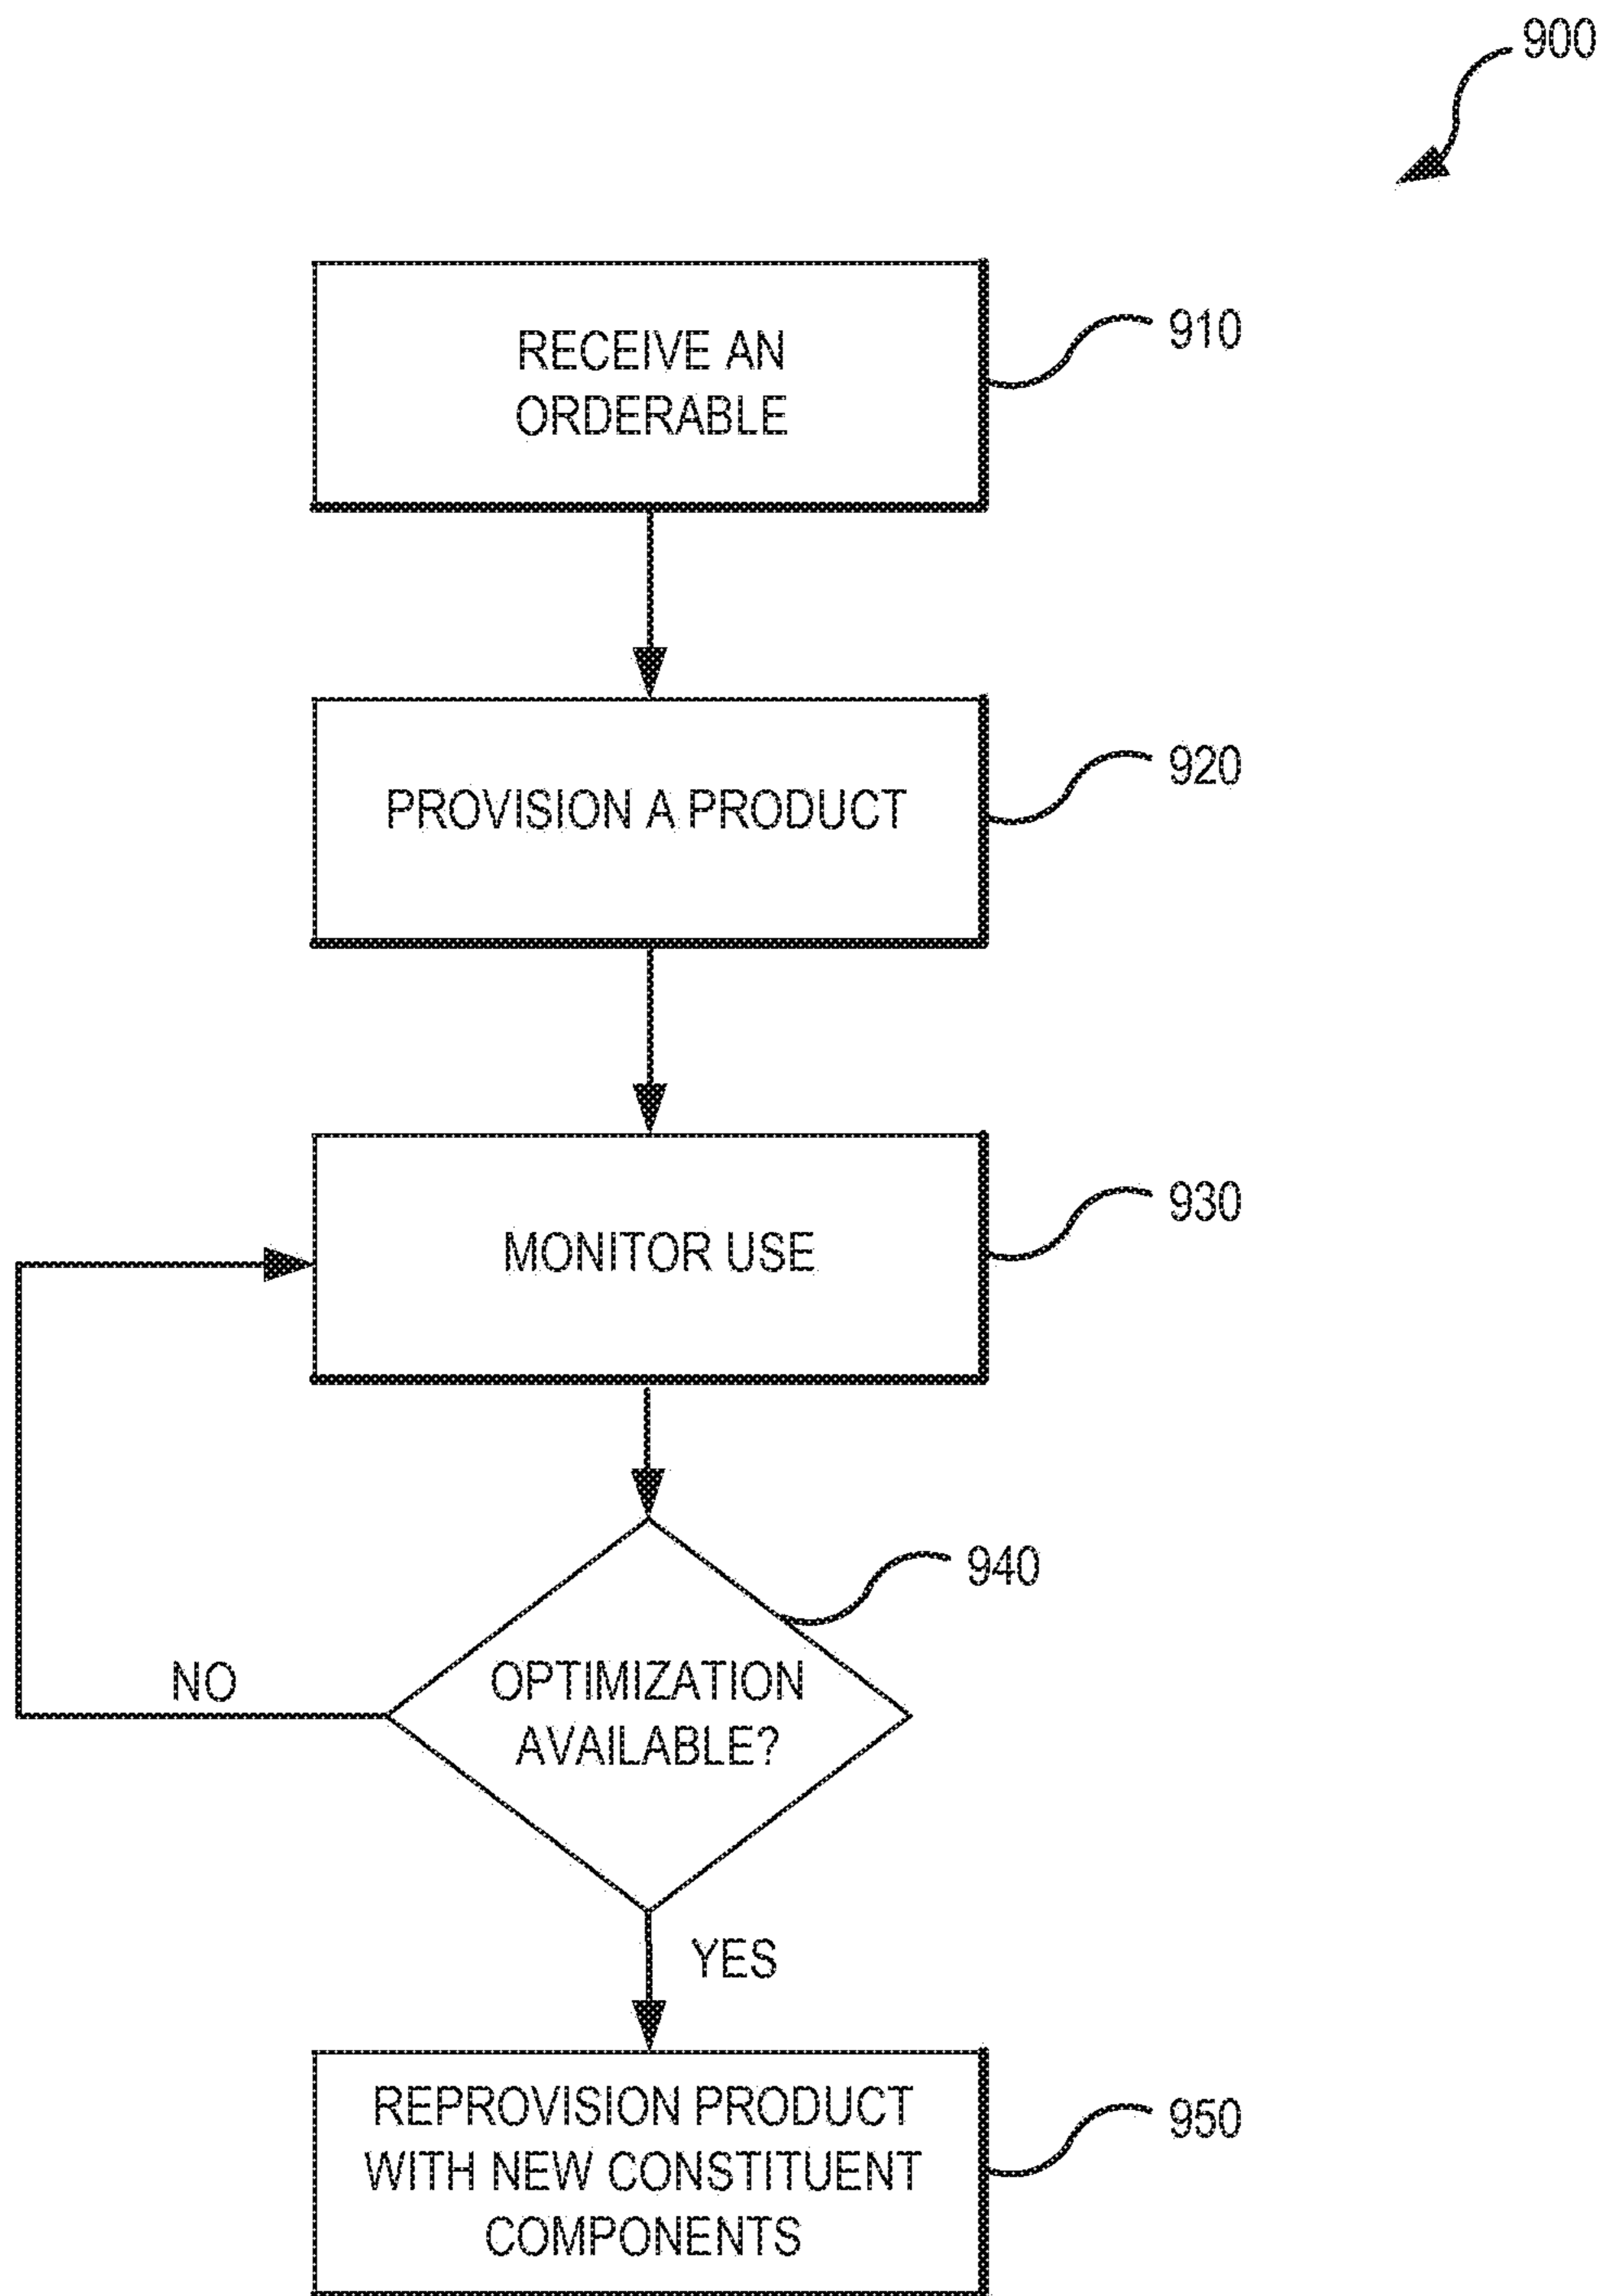 900
RECEIVE AN
ORDERABLE
910
PROVISION A PRODUCT
920
MONITOR USE
930
940
OPTIMIZATION
AVAILABLE?
NO
YES
REPROVISION PRODUCT
WITH NEW CONSTITUENT
COMPONENTS
950